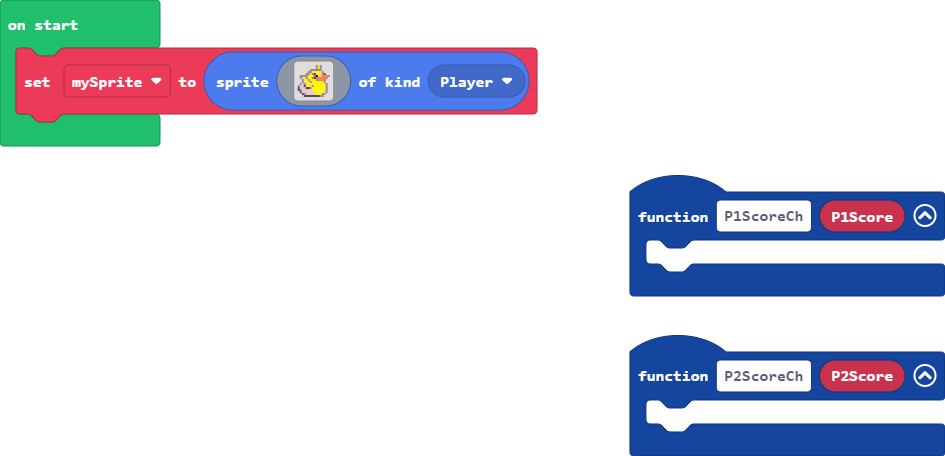 on start
set mySprite to sprite of kind Player
function P1ScoreCh P1Score
function P2ScoreCh P2Score